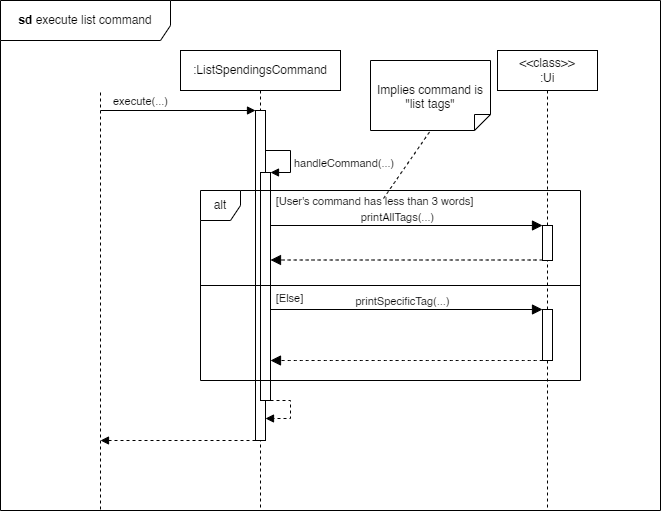 sd execute list command
:ListSpendingsCommand
<<class>>
:Ui
Implies command is
"list tags"
execute(...)
handleCommand(...)
alt
[User's command has less than 3 words]
printAllTags(...)
[Else]
printSpecificTag(...)